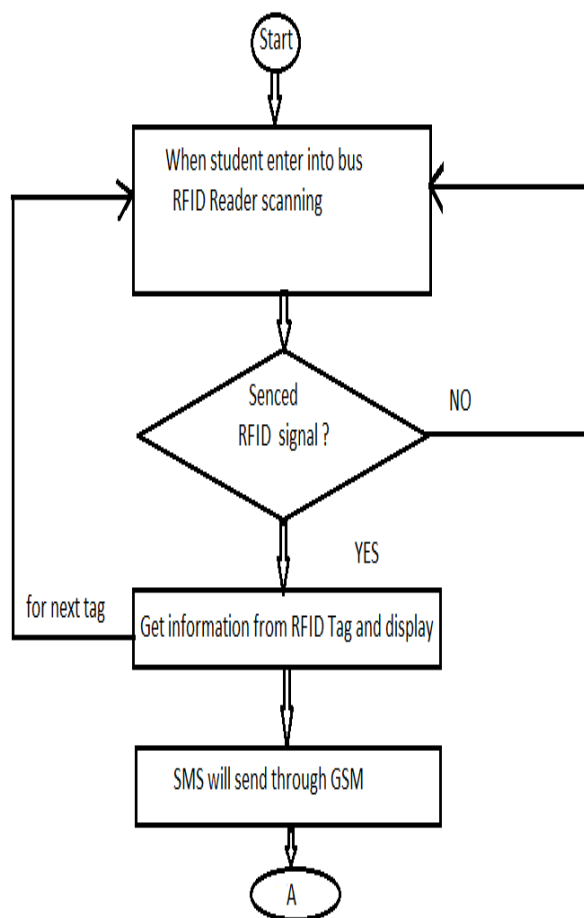 Start
When student enter into bus
RFID Reader scanning
Senced
RFID signal ?
NO
YES
for next tag
Get information from RFID Tag and display
SMS will send through GSM
A